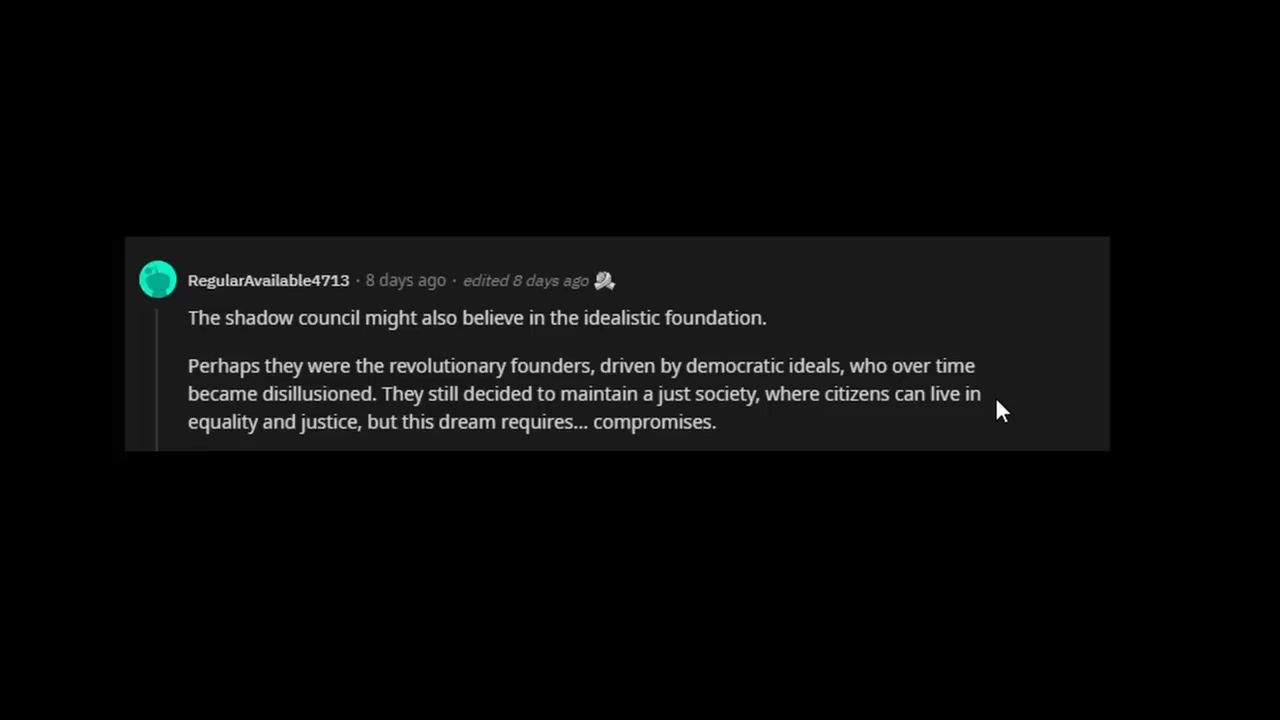 RegularAvailable4713 · 8 days ago · edited 8 days ago
The shadow council might also believe in the idealistic foundation.
Perhaps they were the revolutionary founders, driven by democratic ideals, who over time
became disillusioned. They still decided to maintain a just society, where citizens can live in
equality and justice, but this dream requires... compromises.